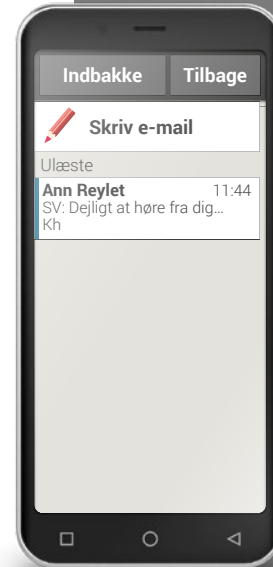 Indbakke Tilbage
Skriv e-mail
Ulæste
Ann Reylet 11:44
SV: Dejligt at høre fra dig...
Kh